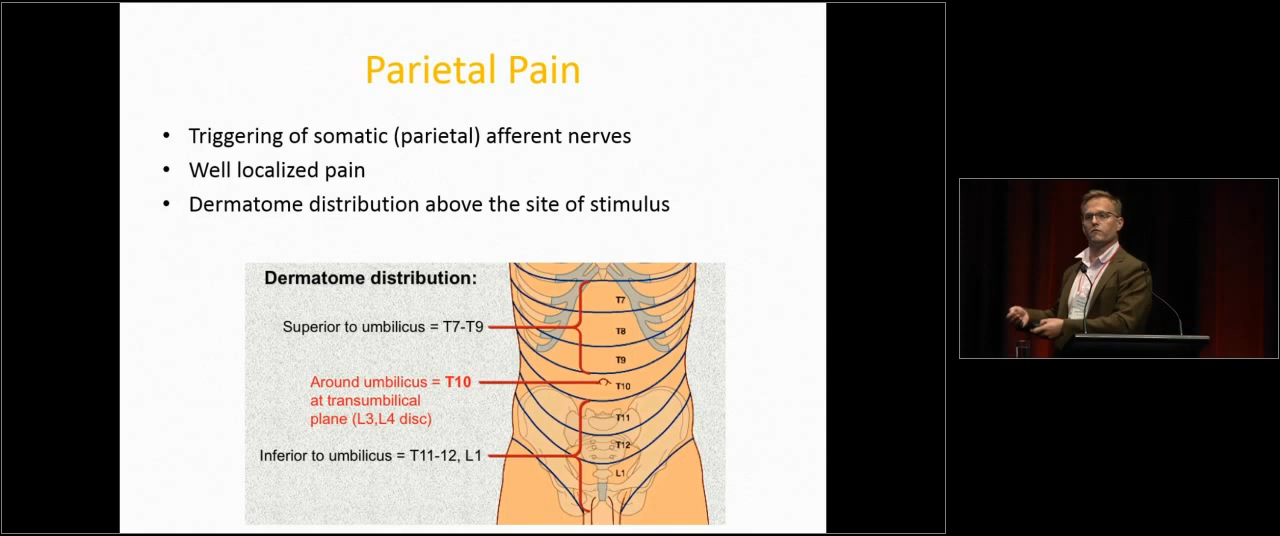 Parietal Pain
• Triggering of somatic (parietal) afferent nerves
• Well localized pain
• Dermatome distribution above the site of stimulus
Dermatome distribution:
Superior to umbilicus = T7-T9
Around umbilicus = T10
at transumbilical
plane (L3,L4 disc)
Inferior to umbilicus = T11-12, L1
T7
T8
T9
T10
T11
T12
L1